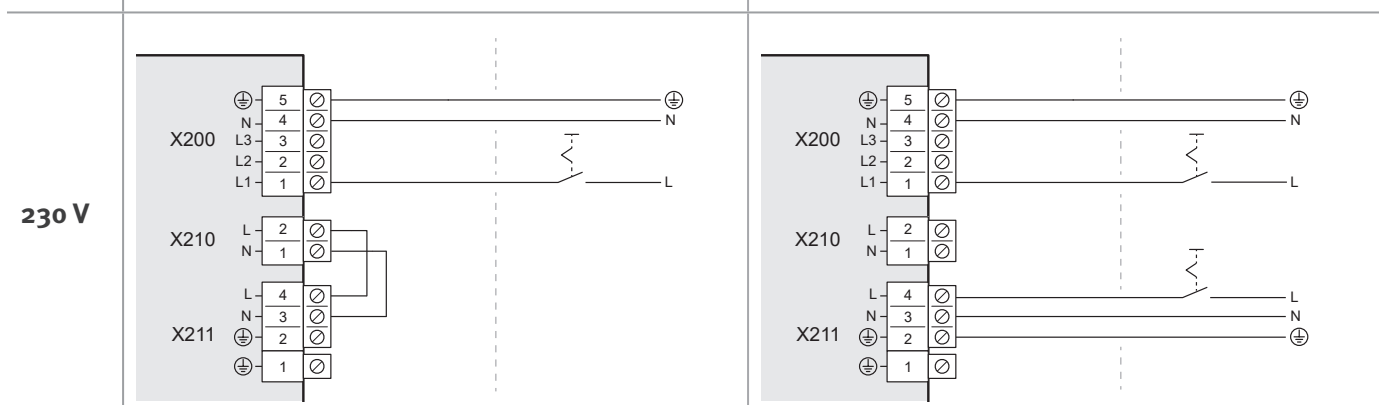 230 V
X200
5
N 4 N
L3 3
L2 2
L1 1 L
X210
L 2
N 1
X211
L 4
N 3
2
1
X200
5
N 4 N
L3 3
L2 2
L1 1 L
X210
L 2
N 1
X211
L 4 L
N 3 N
2
1